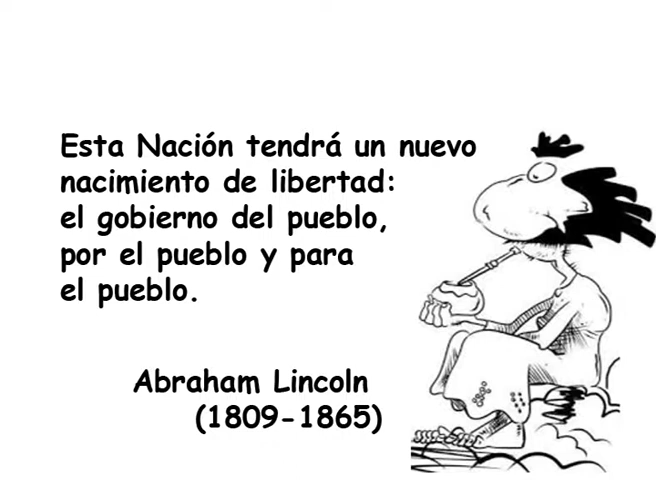 Esta Nación tendrá un nuevo
nacimiento de libertad:
el gobierno del pueblo,
por el pueblo y para
el pueblo.
Abraham Lincoln
(1809-1865)